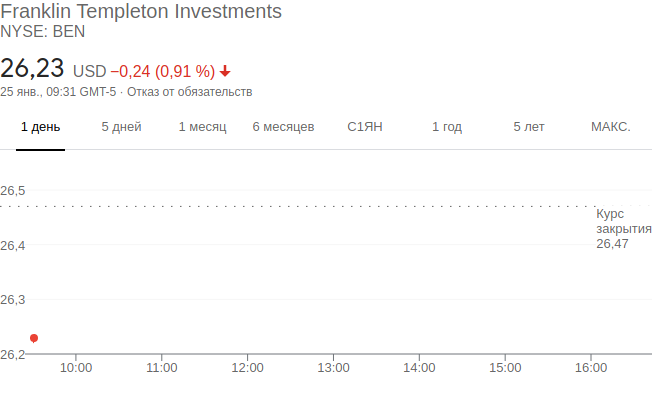 Franklin Templeton Investments
NYSE: BEN
26,23 USD −0,24 (0,91 %)
25 янв., 09:31 GMT-5 · Отказ от обязательств
1 день 5 дней 1 месяц 6 месяцев С1ЯН 1 год 5 лет МАКС.
26,5
Курс
закрытия
26,47
26,4
26,3
26,2
10:00 11:00 12:00 13:00 14:00 15:00 16:00